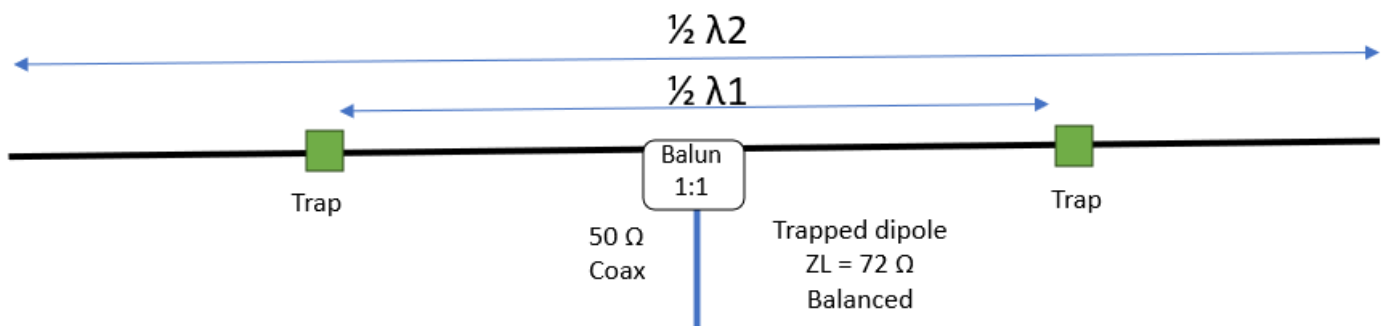 ½ λ2
½ λ1
Balun
1:1
Trap
Trap
50 Ω
Coax
Trapped dipole
ZL = 72 Ω
Balanced